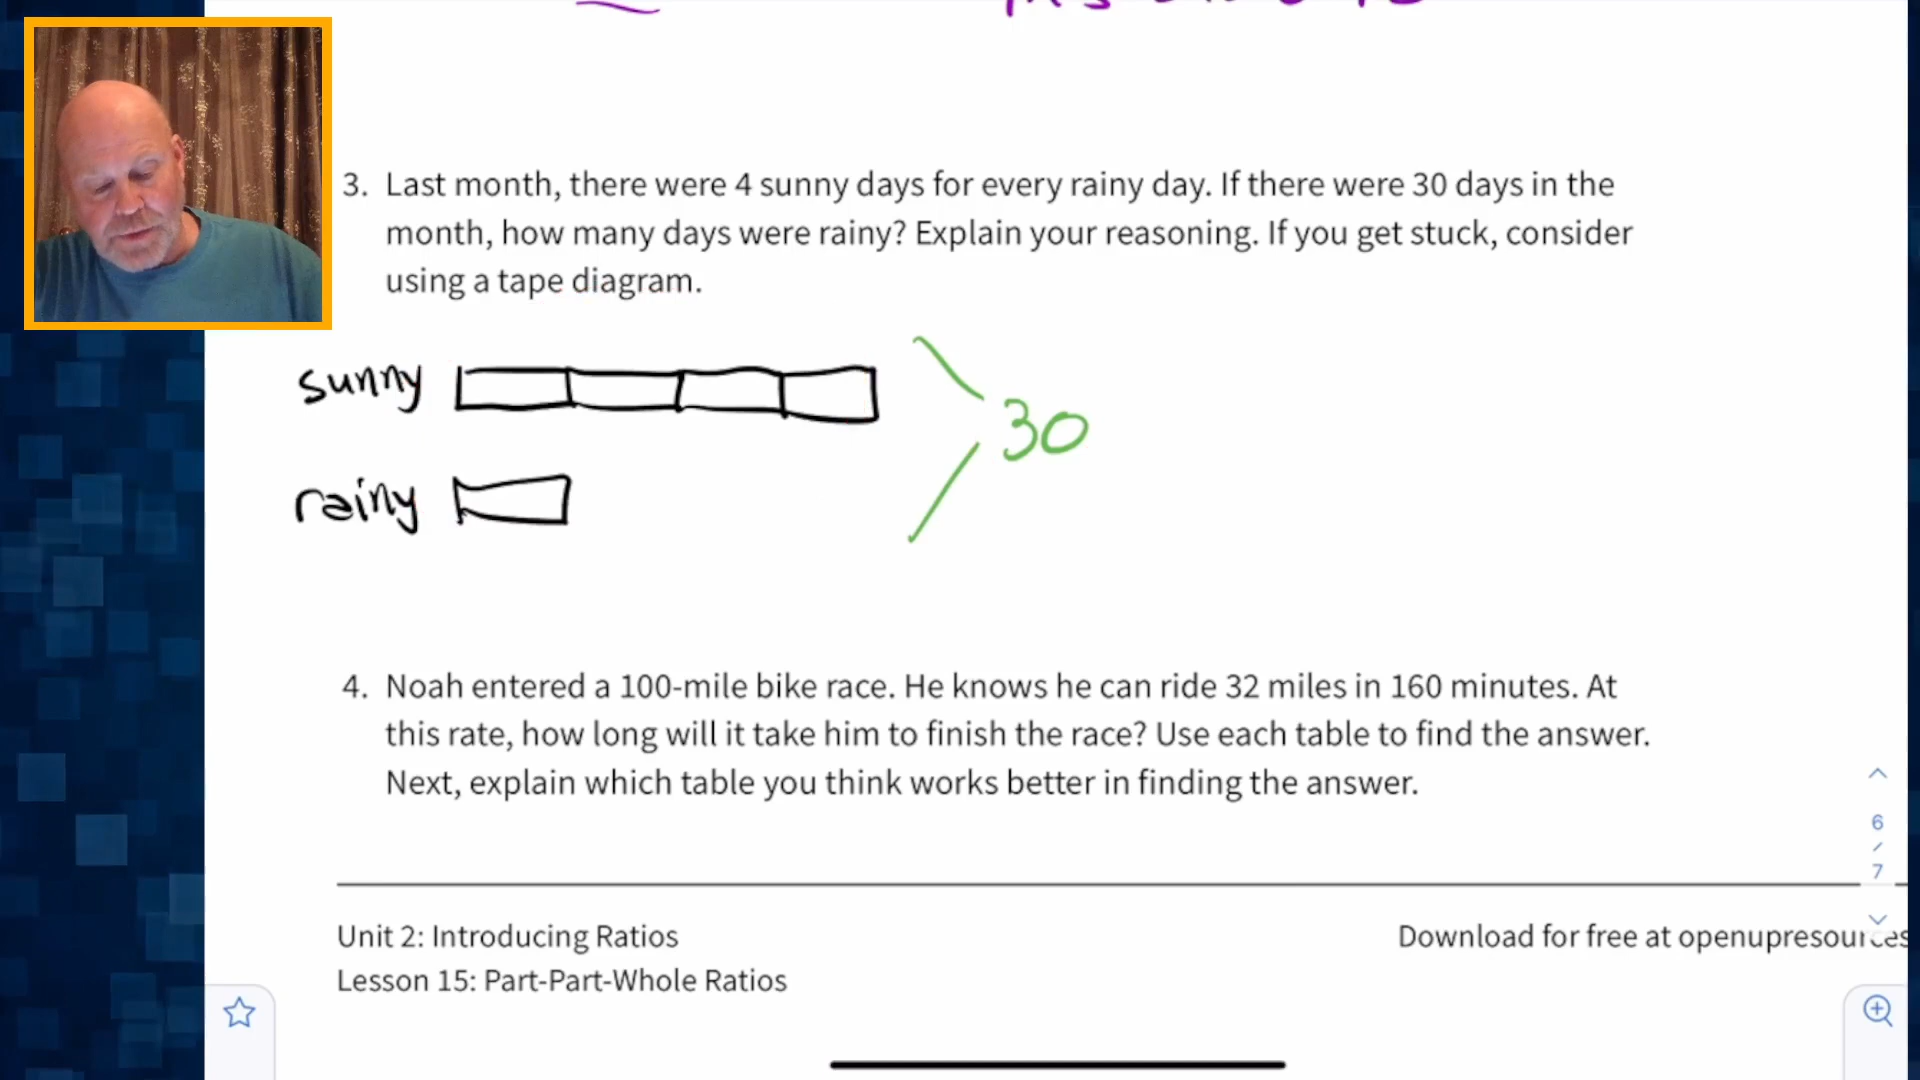 3. Last month, there were 4 sunny days for every rainy day. If there were 30 days in the
month, how many days were rainy? Explain your reasoning. If you get stuck, consider
using a tape diagram.
sunny
30
rainy
4. Noah entered a 100-mile bike race. He knows he can ride 32 miles in 160 minutes. At
this rate, how long will it take him to finish the race? Use each table to find the answer.
Next, explain which table you think works better in finding the answer.
6
/
7
Unit 2: Introducing Ratios
Download for free at openupresources
Lesson 15: Part-Part-Whole Ratios